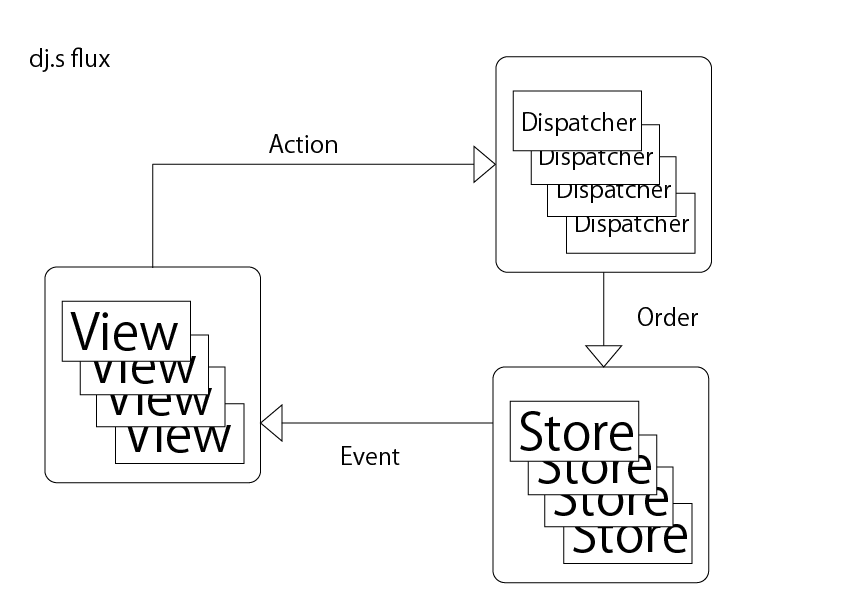 dj.s flux
Action
Dispatcher
Dispatcher
Dispatcher
Dispatcher
Order
View
View
View
View
Event
Store
Store
Store
Store